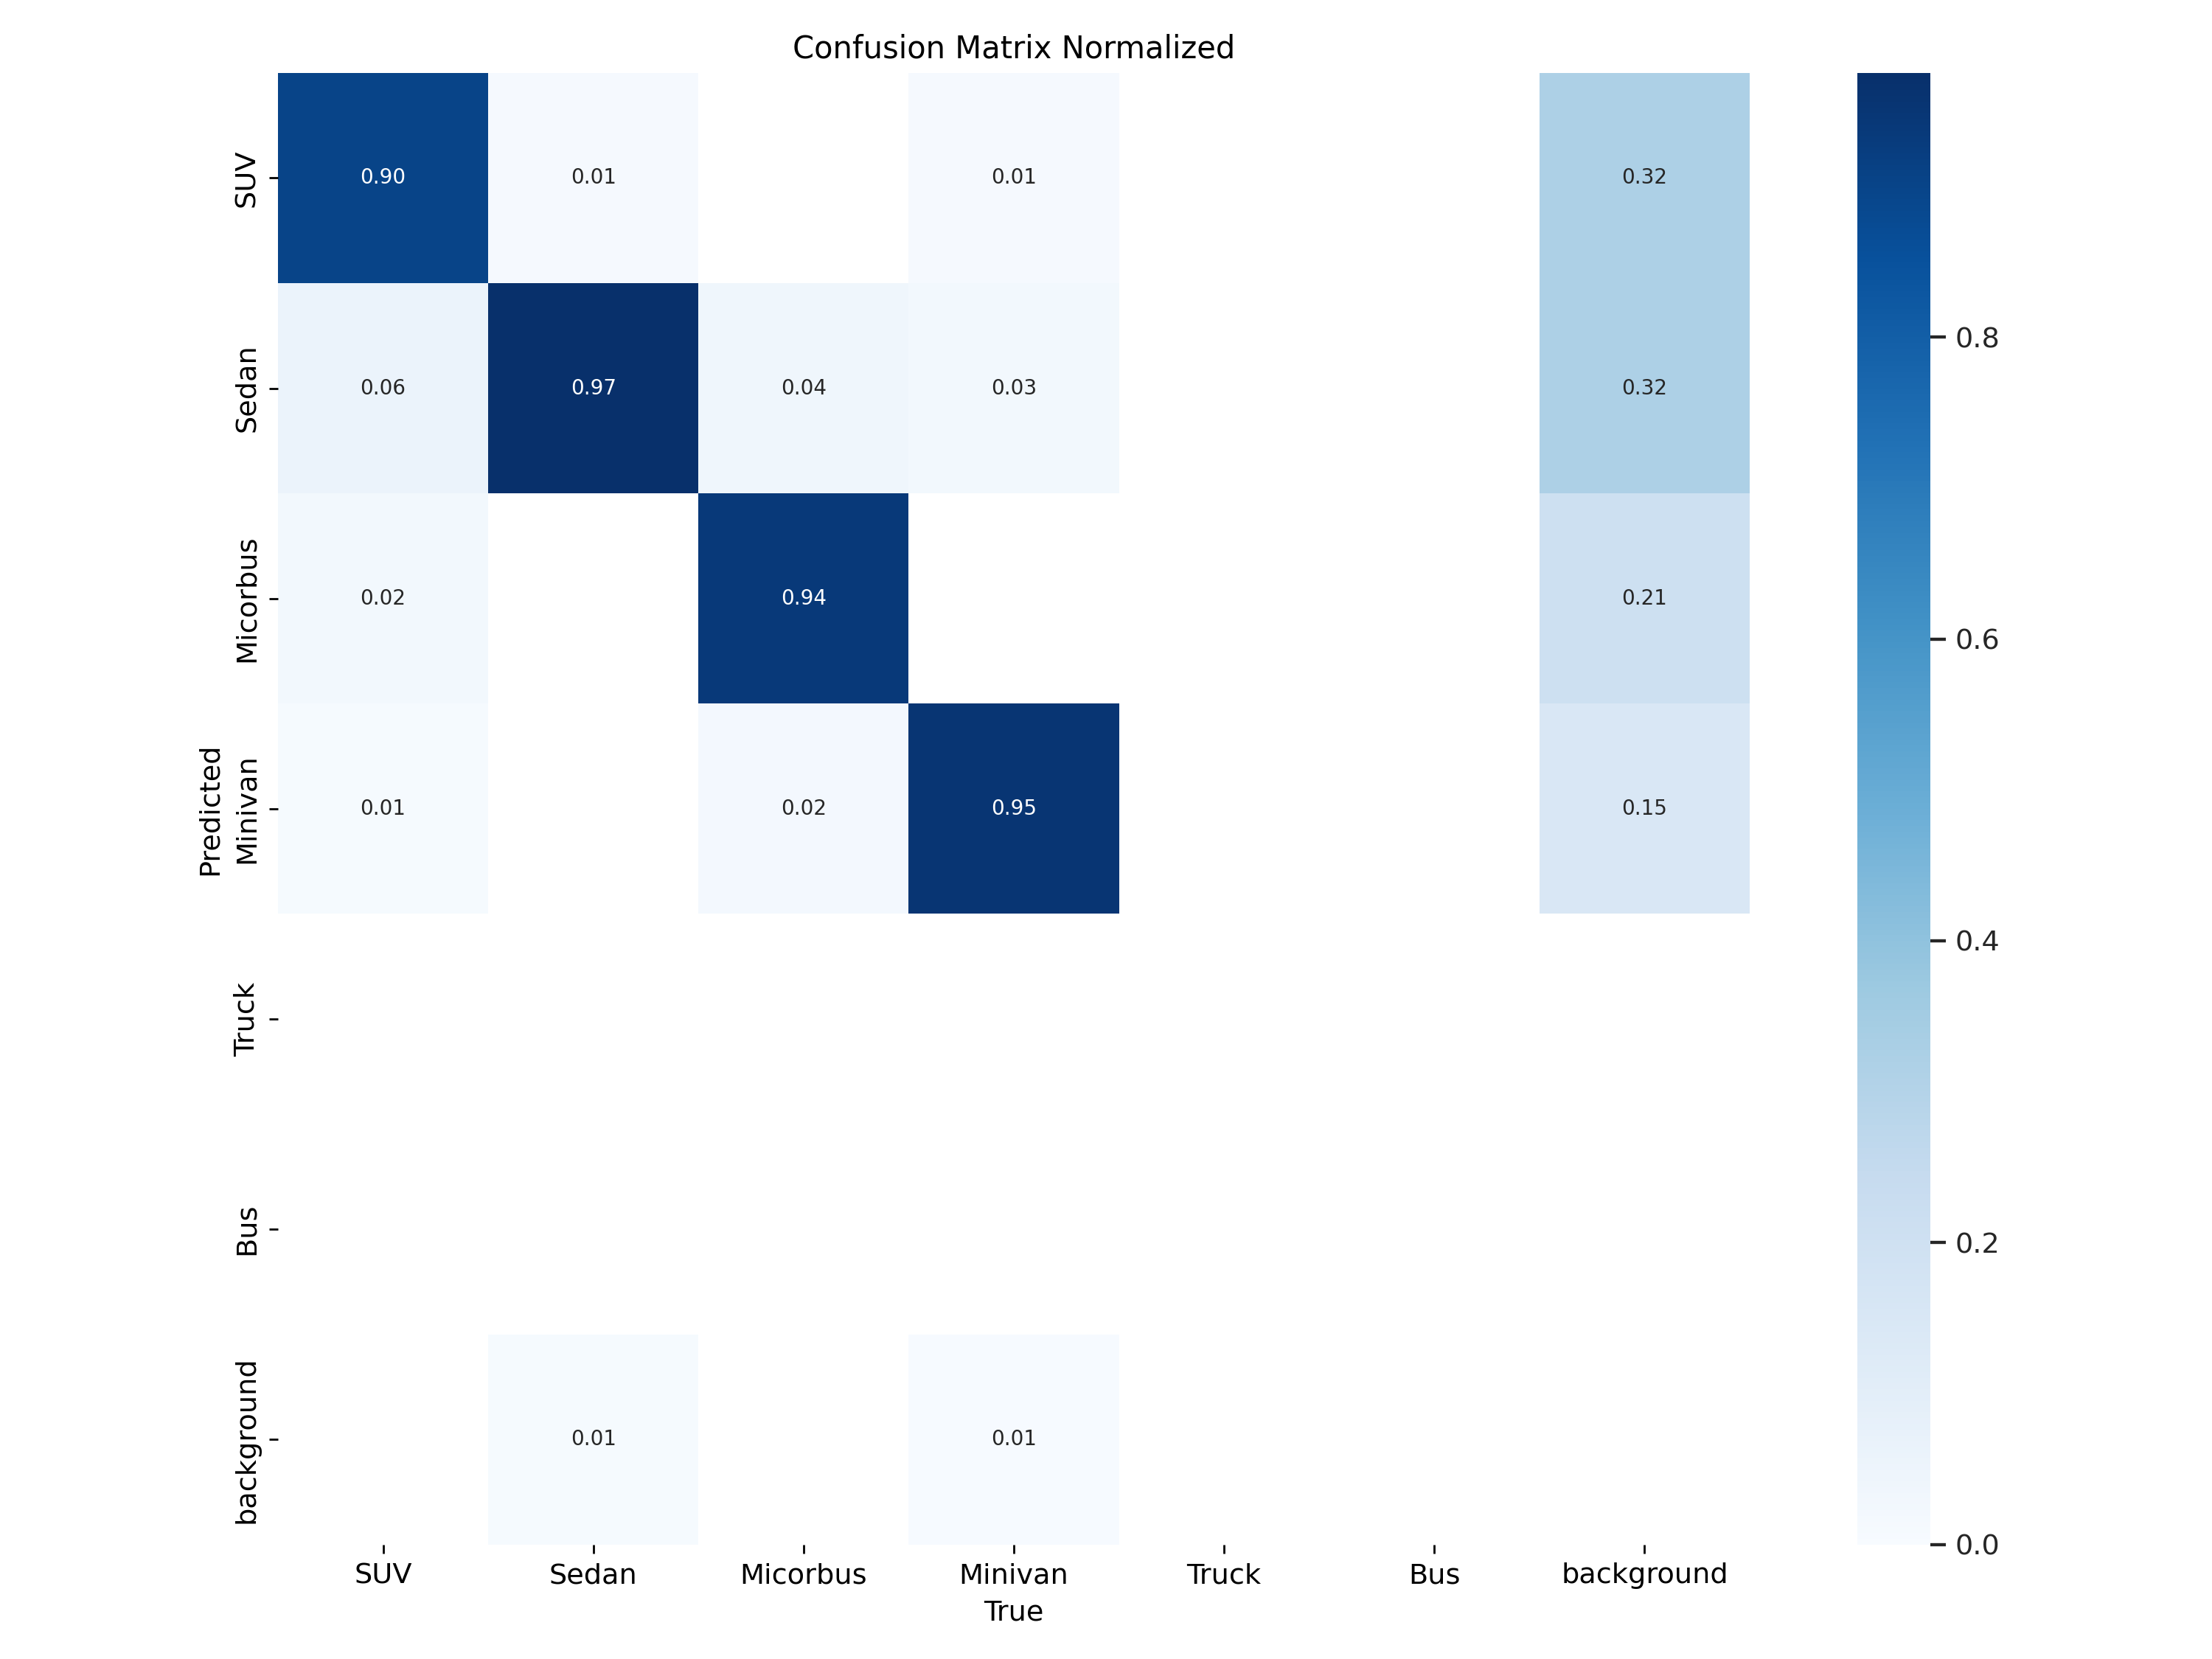 Confusion Matrix Normalized
SUV 0.90 0.01 0.01 0.32
0.8
Sedan 0.06 0.97 0.04 0.03 0.32
0.6
Micorbus 0.02 0.94 0.21
0.4
Predicted
Minivan 0.01 0.02 0.95 0.15
Truck
0.2
Bus
background 0.01 0.01
0.0
SUV Sedan Micorbus Minivan Truck Bus background
True